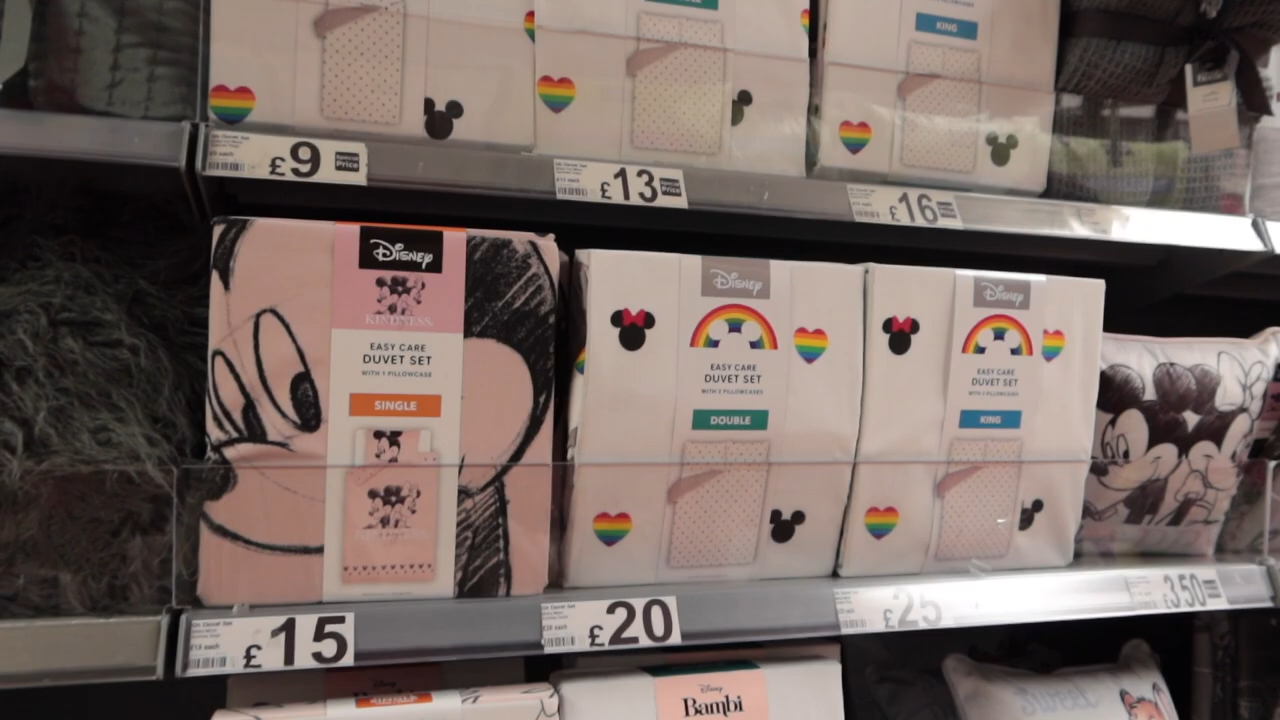 KING
£9
Special
Price
£13
Special
Price
£16
Disney
KINDNESS
EASY CARE
DUVET SET
WITH 1 PILLOWCASE
SINGLE
Disney
EASY CARE
DUVET SET
WITH 2 PILLOWCASES
DOUBLE
Disney
EASY CARE
DUVET SET
WITH 2 PILLOWCASES
KING
£15
£20
£25
£3.50
Disney
Bambi
Sweet